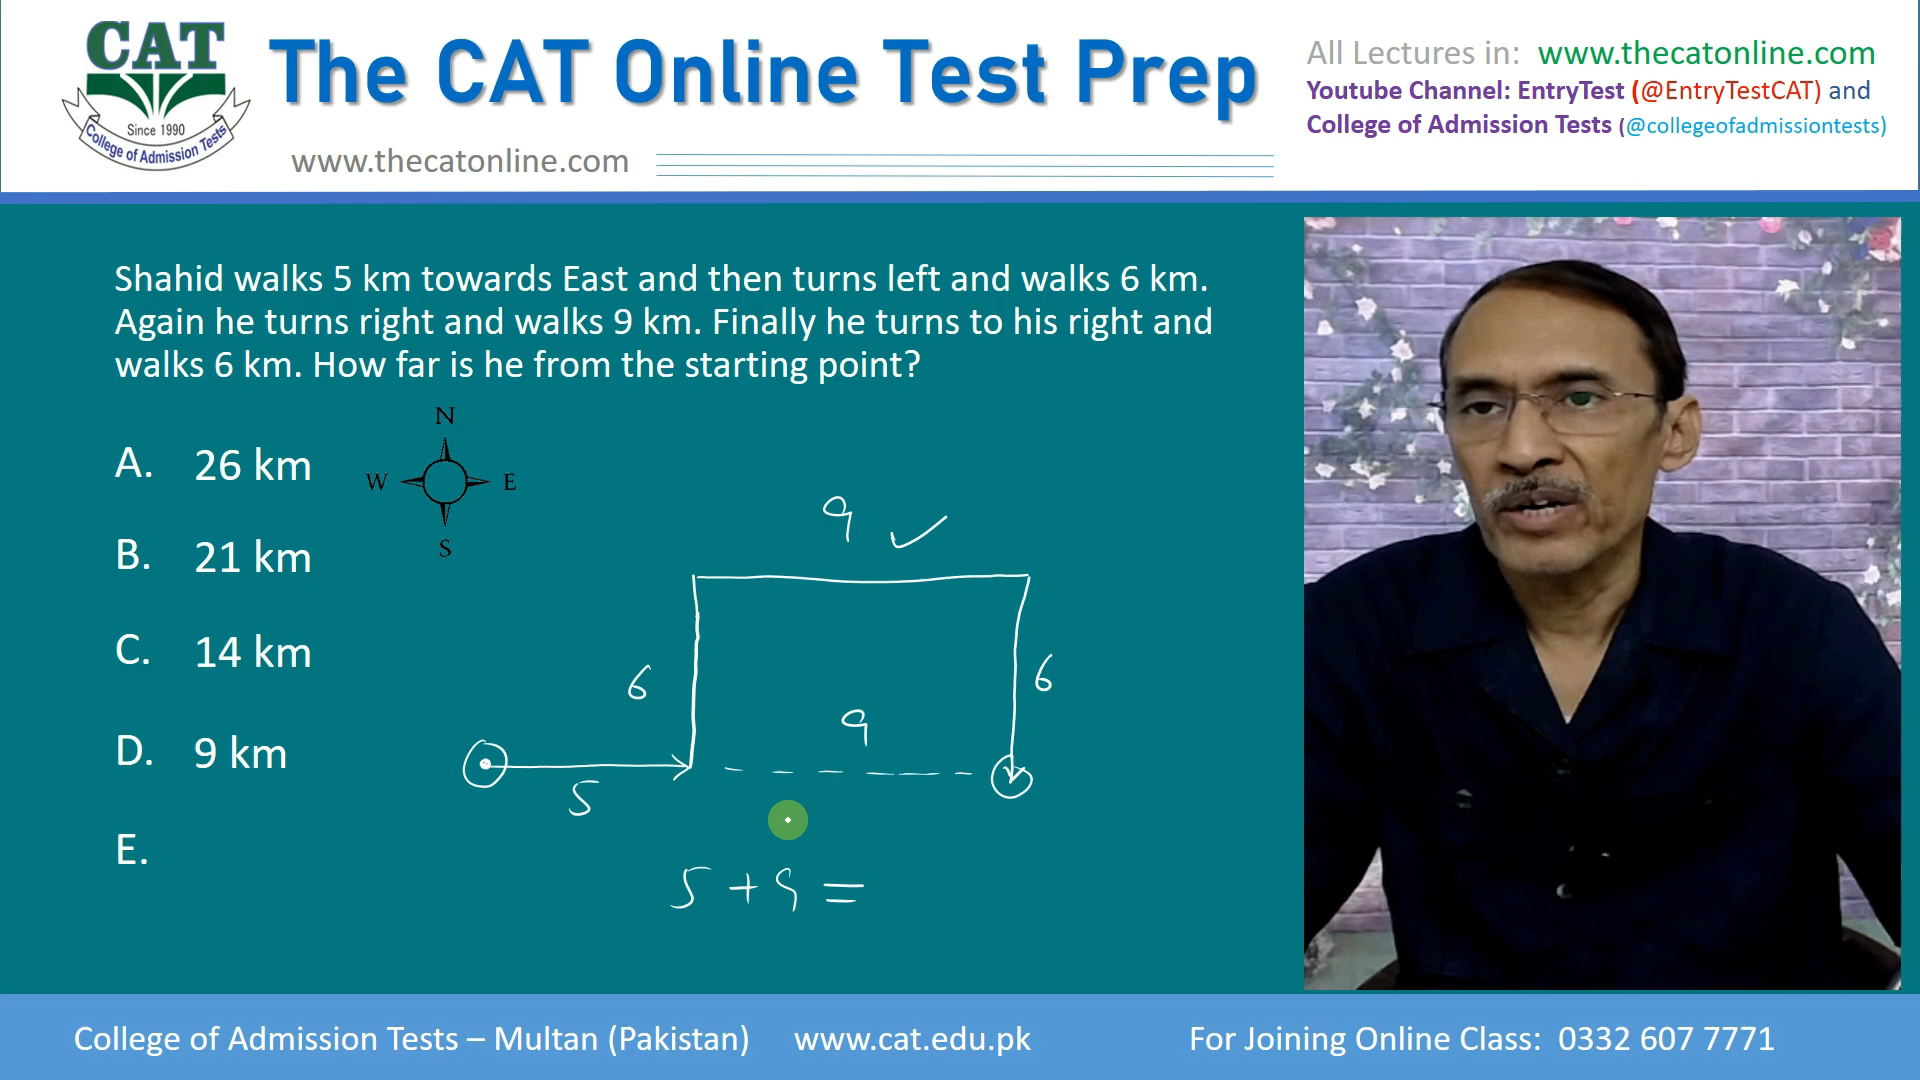 CAT
Since 1990
College of Admission Tests
The CAT Online Test Prep
www.thecatonline.com
All Lectures in: www.thecatonline.com
Youtube Channel: EntryTest (@EntryTestCAT) and
College of Admission Tests (@collegeofadmissiontests)
Shahid walks 5 km towards East and then turns left and walks 6 km.
Again he turns right and walks 9 km. Finally he turns to his right and
walks 6 km. How far is he from the starting point?
N
W E
S
A. 26 km
B. 21 km
C. 14 km
D. 9 km
E.
9
6
6
9
5
5 + 9 =
College of Admission Tests – Multan (Pakistan) www.cat.edu.pk For Joining Online Class: 0332 607 7771